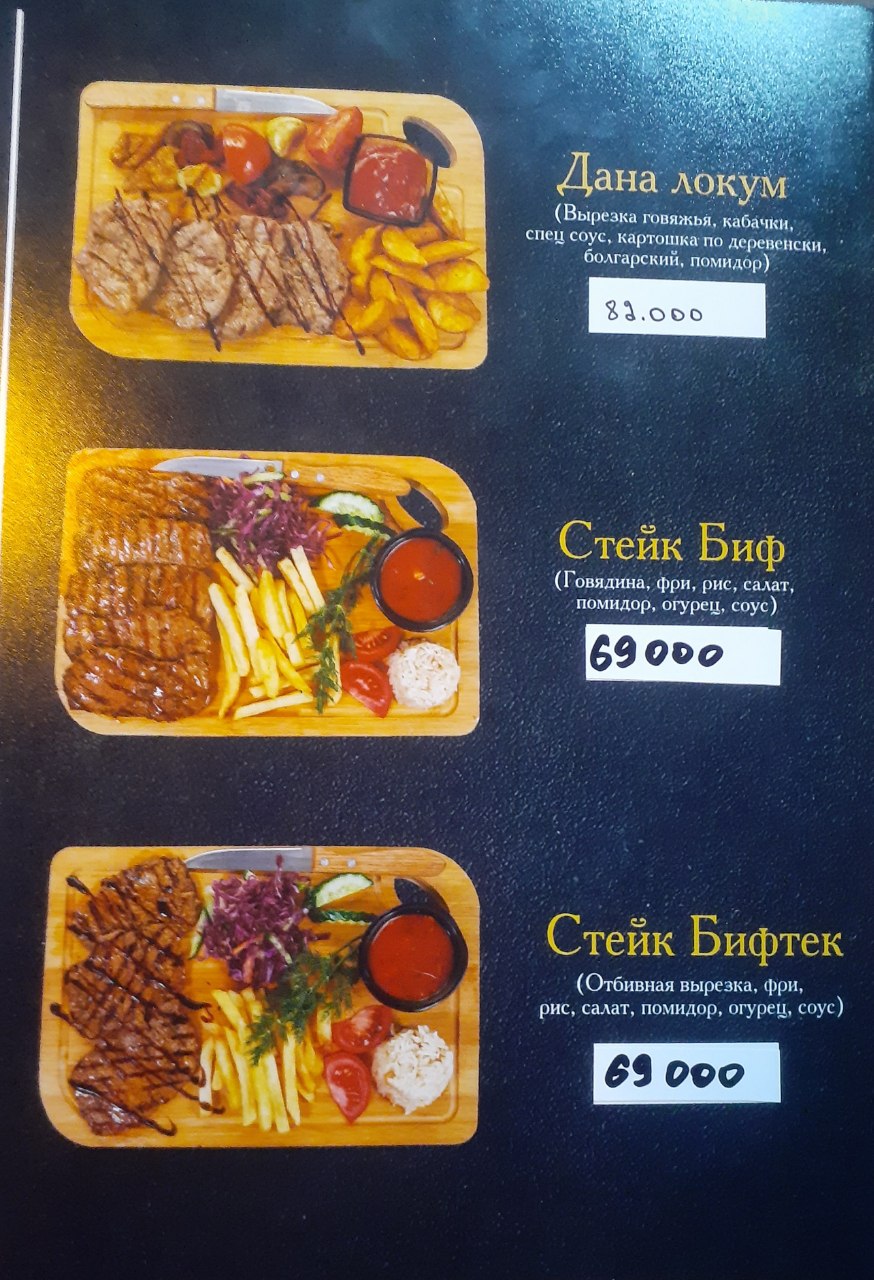 Дана локум
(Вырезка говяжья, кабачки,
спец соус, картошка по деревенски,
болгарский, помидор)
82.000
Стейк Биф
(Говядина, фри, рис, салат,
помидор, огурец, соус)
69000
Стейк Бифтек
(Отбивная вырезка, фри,
рис, салат, помидор, огурец, соус)
69 000